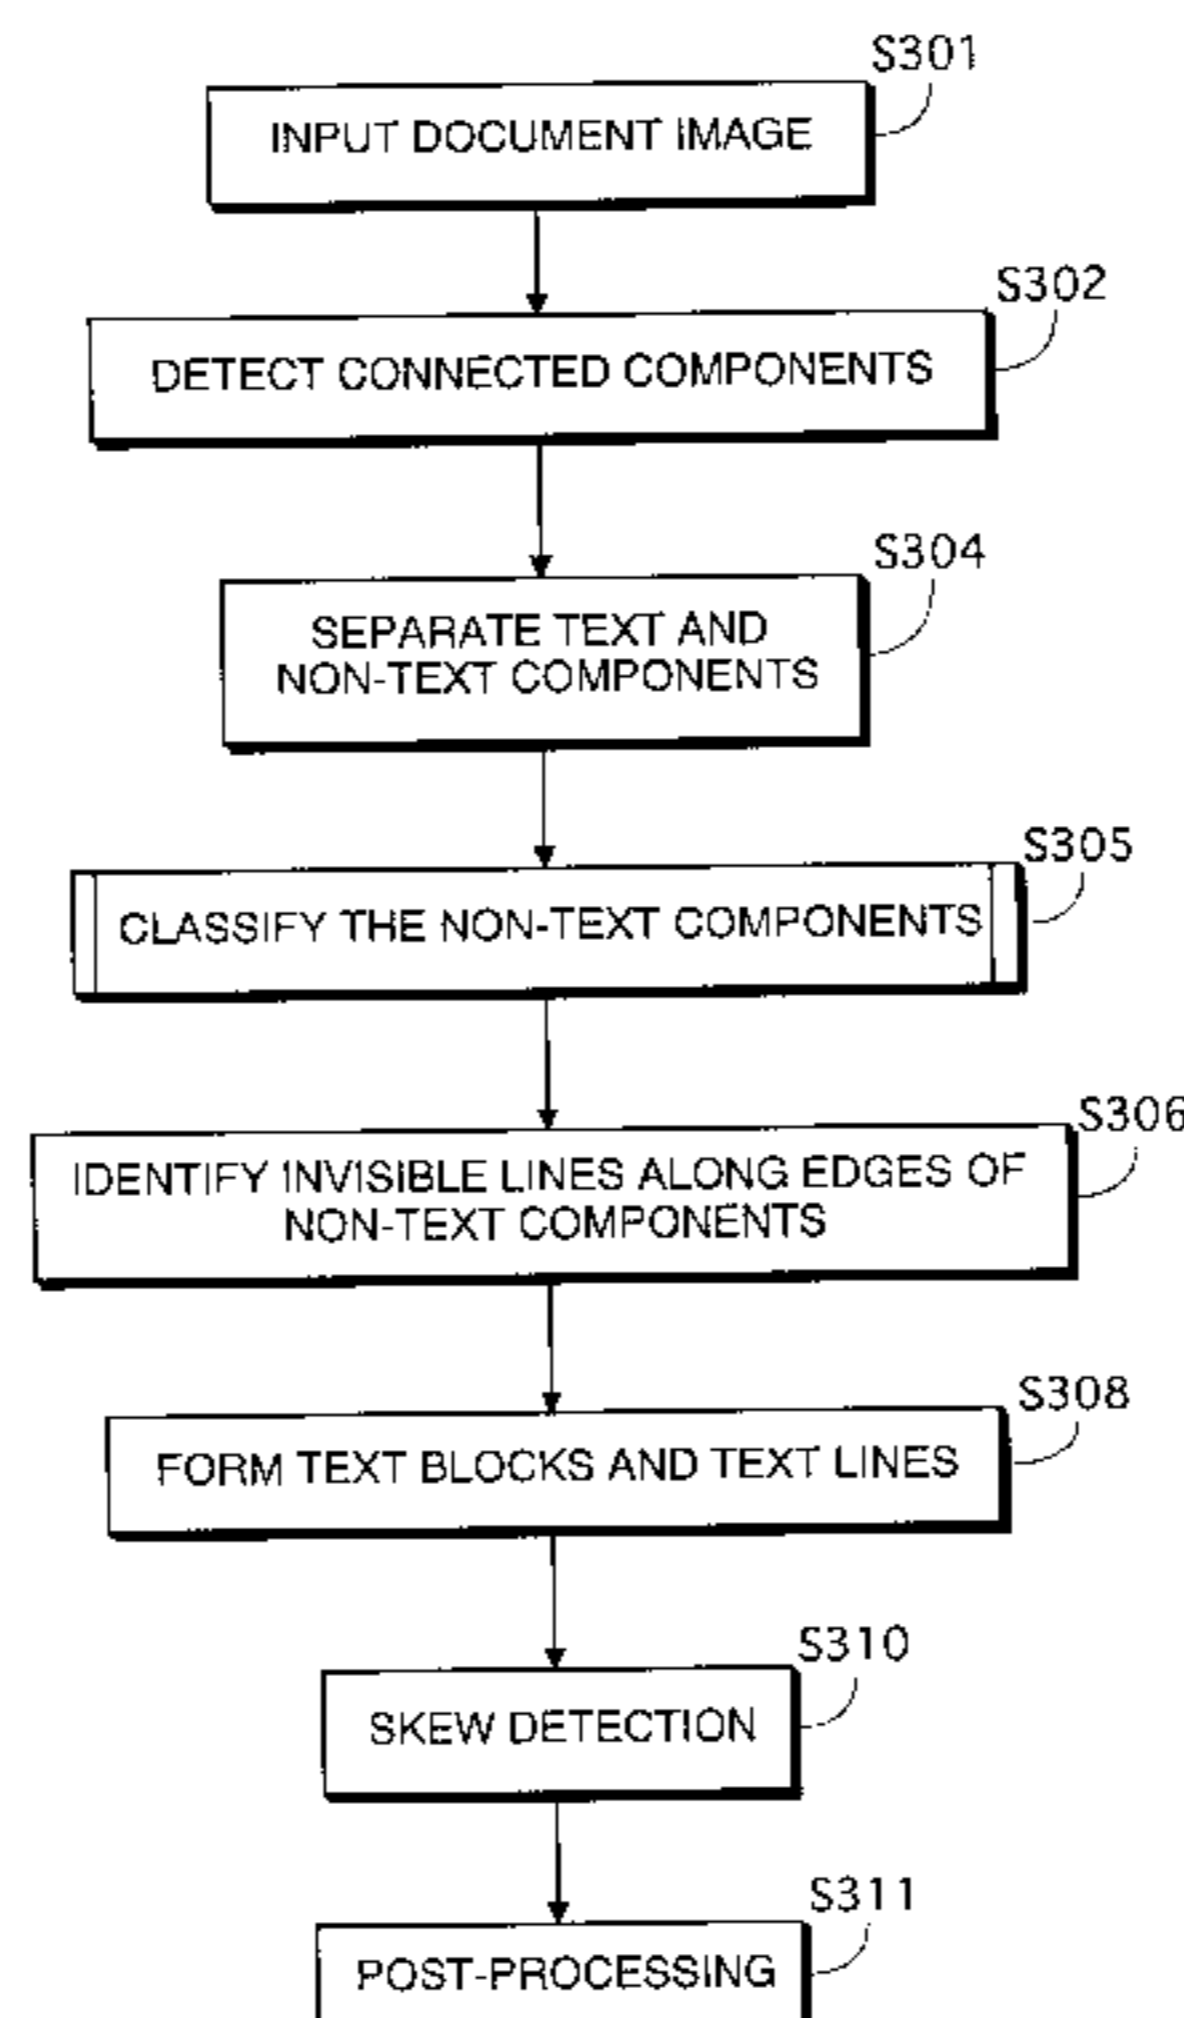 S301
INPUT DOCUMENT IMAGE
S302
DETECT CONNECTED COMPONENTS
S304
SEPARATE TEXT AND
NON-TEXT COMPONENTS
S305
CLASSIFY THE NON-TEXT COMPONENTS
S306
IDENTIFY INVISIBLE LINES ALONG EDGES OF
NON-TEXT COMPONENTS
S308
FORM TEXT BLOCKS AND TEXT LINES
S310
SKEW DETECTION
S311
POST-PROCESSING